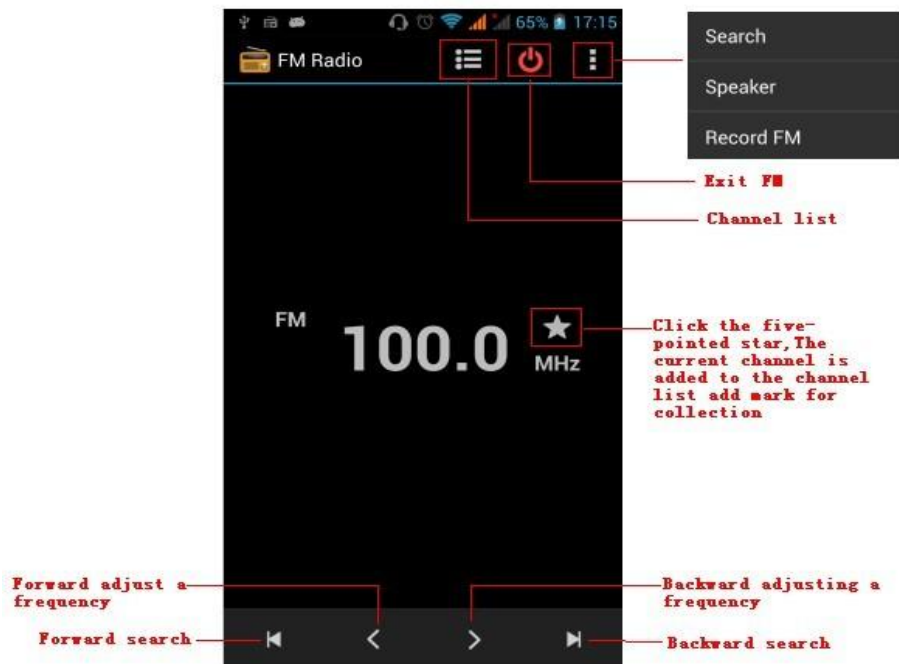 65% 17:15
FM Radio
Search
Speaker
Record FM
Exit FM
Channel list
FM
100.0
MHz
Click the five-
pointed star,The
current channel is
added to the channel
list add mark for
collection
Forward adjust a
frequency
Backward adjusting a
frequency
Forward search
Backward search